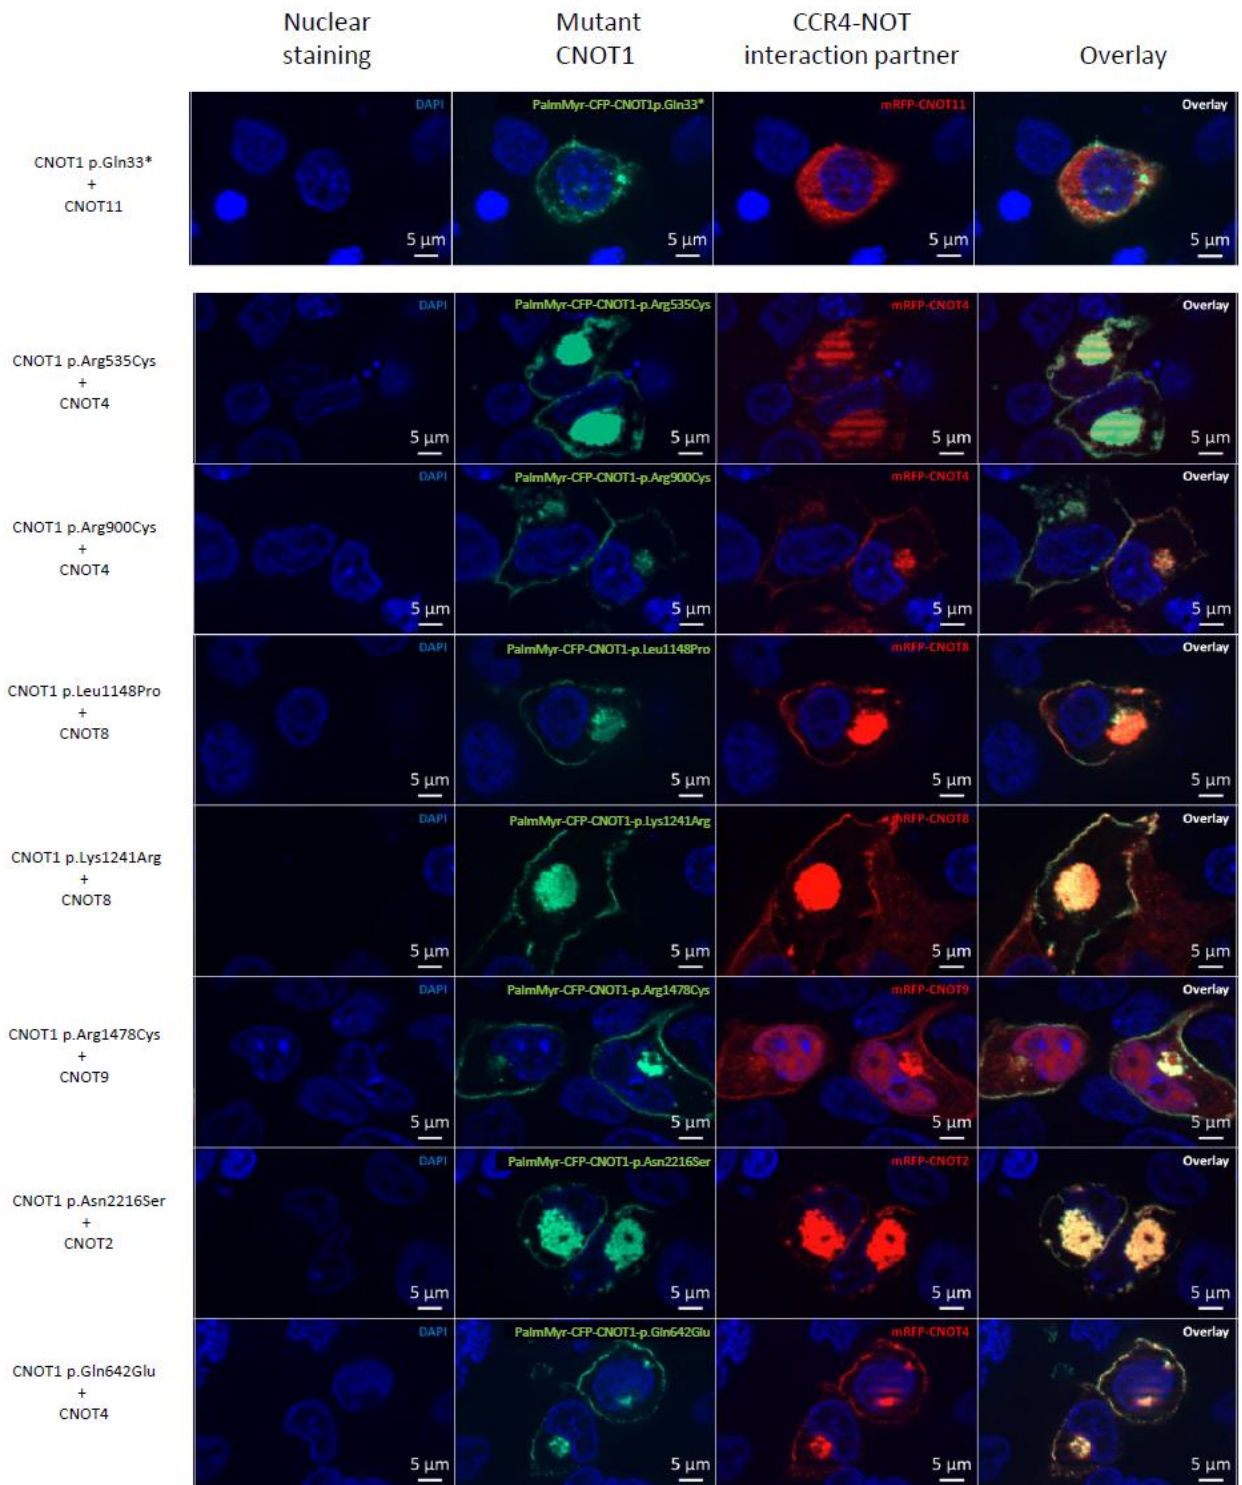 Nuclear staining
Mutant CNOT1
CCR4-NOT interaction partner
Overlay
CNOT1 p.Gln33*
+
CNOT11
DAPI
5 µm
PalmMyr-CFP-CNOT1p.Gln33*
5 µm
mRFP-CNOT11
5 µm
Overlay
5 µm
CNOT1 p.Arg535Cys
+
CNOT4
DAPI
5 µm
PalmMyr-CFP-CNOT1-p.Arg535Cys
5 µm
mRFP-CNOT4
5 µm
Overlay
5 µm
CNOT1 p.Arg900Cys
+
CNOT4
DAPI
5 µm
PalmMyr-CFP-CNOT1-p.Arg900Cys
5 µm
mRFP-CNOT4
5 µm
Overlay
5 µm
CNOT1 p.Leu1148Pro
+
CNOT8
DAPI
5 µm
PalmMyr-CFP-CNOT1-p.Leu1148Pro
5 µm
mRFP-CNOT8
5 µm
Overlay
5 µm
CNOT1 p.Lys1241Arg
+
CNOT8
DAPI
5 µm
PalmMyr-CFP-CNOT1-p.Lys1241Arg
5 µm
mRFP-CNOT8
5 µm
Overlay
5 µm
CNOT1 p.Arg1478Cys
+
CNOT9
DAPI
5 µm
PalmMyr-CFP-CNOT1-p.Arg1478Cys
5 µm
mRFP-CNOT9
5 µm
Overlay
5 µm
CNOT1 p.Asn2216Ser
+
CNOT2
DAPI
5 µm
PalmMyr-CFP-CNOT1-p.Asn2216Ser
5 µm
mRFP-CNOT2
5 µm
Overlay
5 µm
CNOT1 p.Gln642Glu
+
CNOT4
DAPI
5 µm
PalmMyr-CFP-CNOT1-p.Gln642Glu
5 µm
mRFP-CNOT4
5 µm
Overlay
5 µm